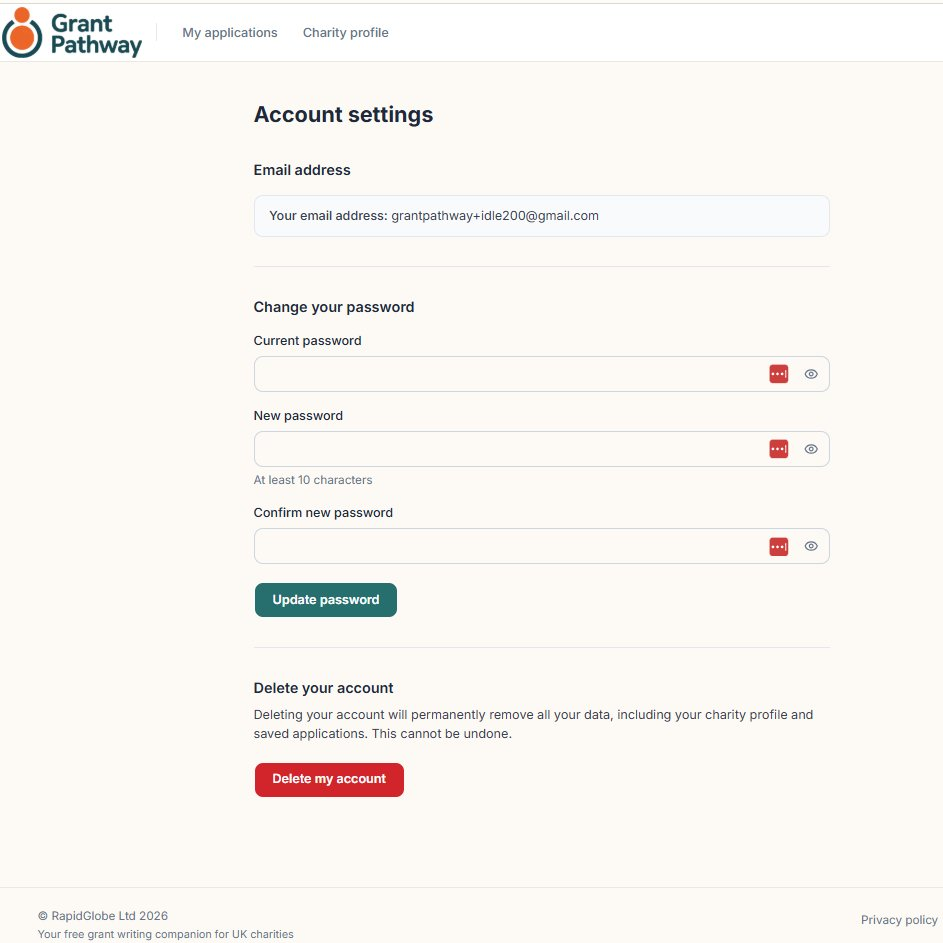 Grant
Pathway
My applications
Charity profile
Account settings
Email address
Your email address: grantpathway+idle200@gmail.com
Change your password
Current password
New password
At least 10 characters
Confirm new password
Update password
Delete your account
Deleting your account will permanently remove all your data, including your charity profile and
saved applications. This cannot be undone.
Delete my account
© RapidGlobe Ltd 2026
Your free grant writing companion for UK charities
Privacy policy